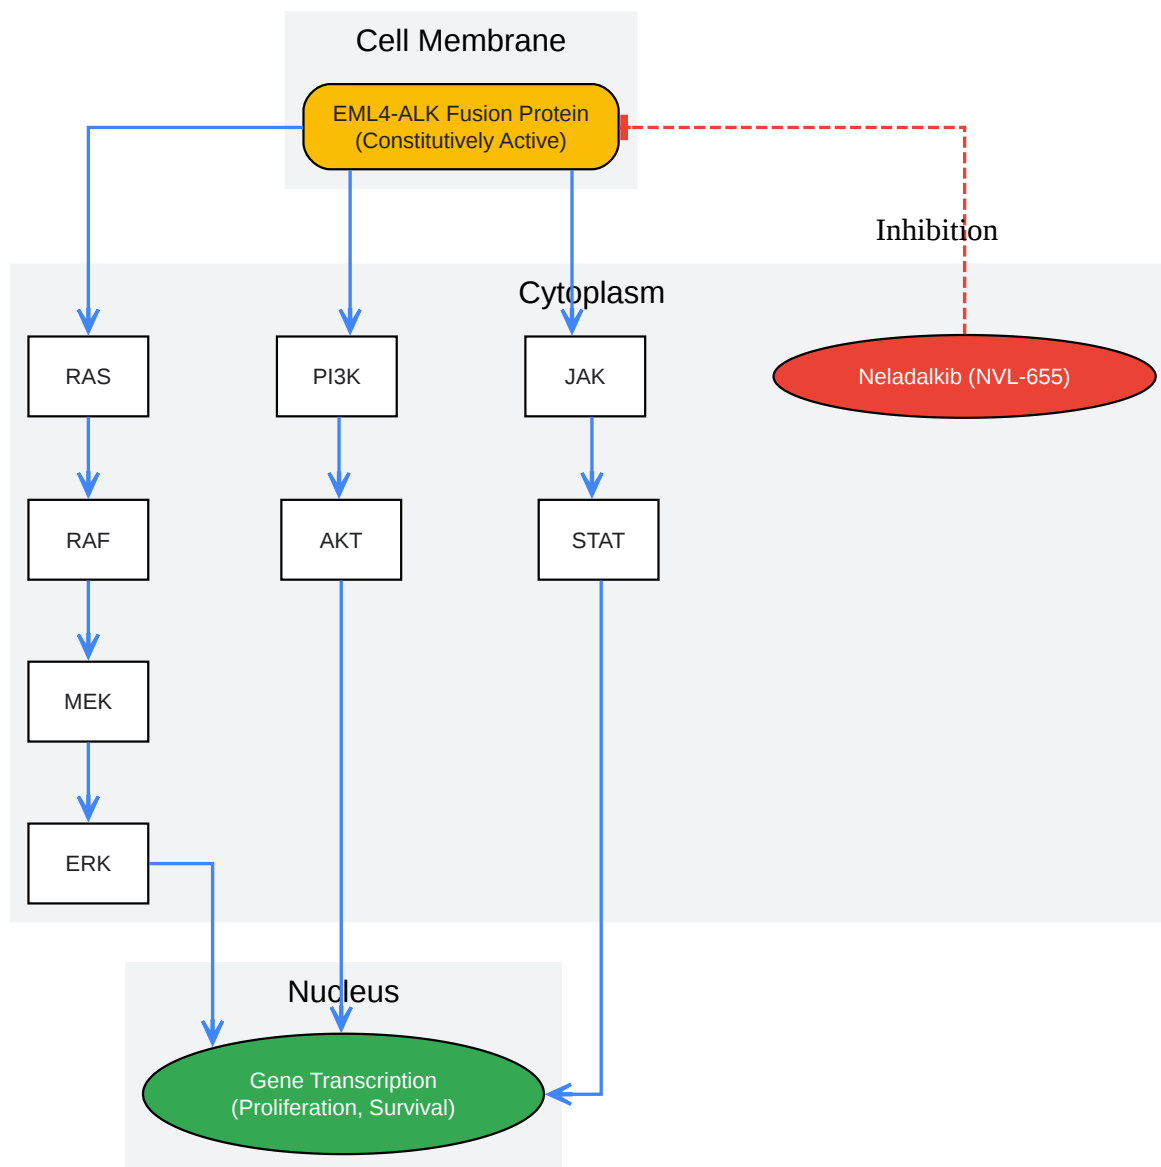 Cell Membrane
EML4-ALK Fusion Protein
(Constitutively Active)
Inhibition
Cytoplasm
RAS
PI3K
JAK
Neladalkib (NVL-655)
RAF
AKT
STAT
MEK
ERK
Nucleus
Gene Transcription
(Proliferation, Survival)